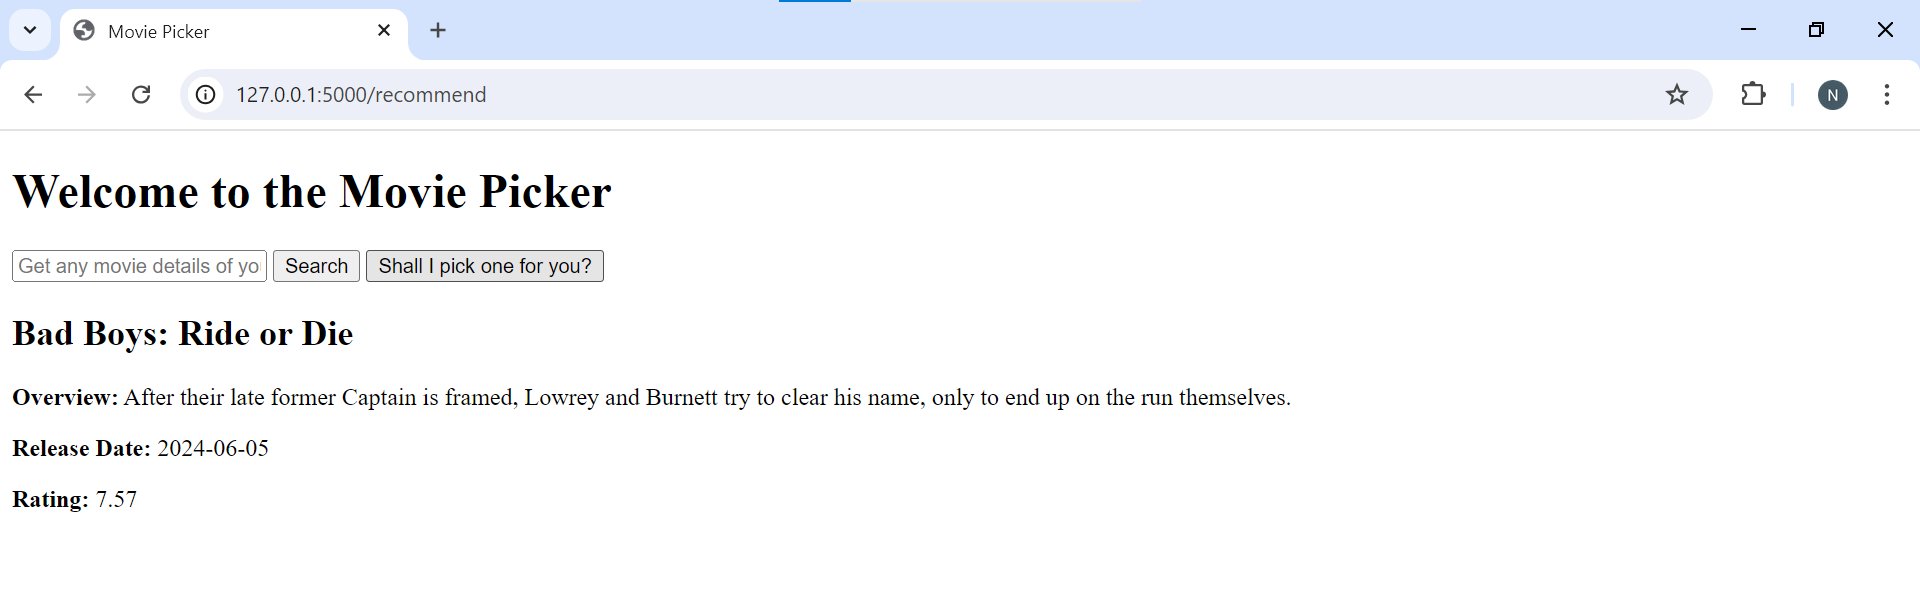 Movie Picker
127.0.0.1:5000/recommend
N
Welcome to the Movie Picker
Get any movie details of yo
Search
Shall I pick one for you?
Bad Boys: Ride or Die
Overview: After their late former Captain is framed, Lowrey and Burnett try to clear his name, only to end up on the run themselves.
Release Date: 2024-06-05
Rating: 7.57